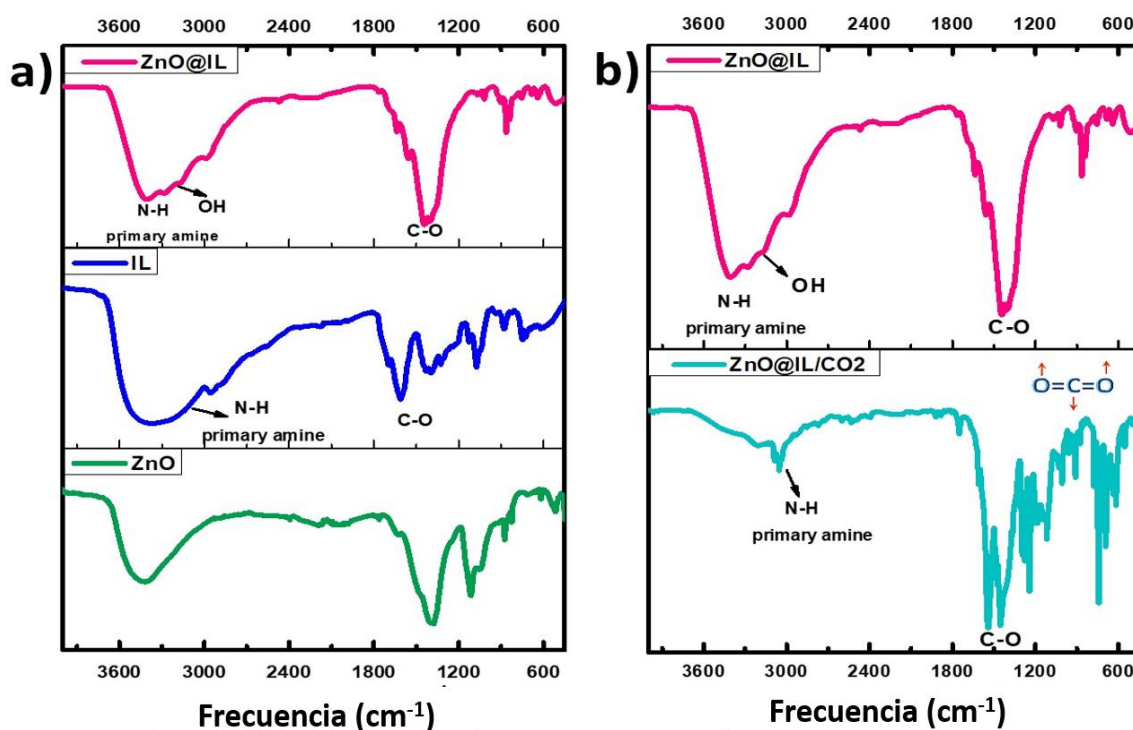 a)
3600 3000 2400 1800 1200 600
ZnO@IL
N-H
OH
primary amine
C-O
IL
N-H
primary amine
C-O
ZnO
3600 3000 2400 1800 1200 600
Frecuencia (cm-1)
b)
3600 3000 2400 1800 1200 600
ZnO@IL
N-H
OH
primary amine
C-O
ZnO@IL/CO2
O=C=O
N-H
primary amine
C-O
3600 3000 2400 1800 1200 600
Frecuencia (cm-1)